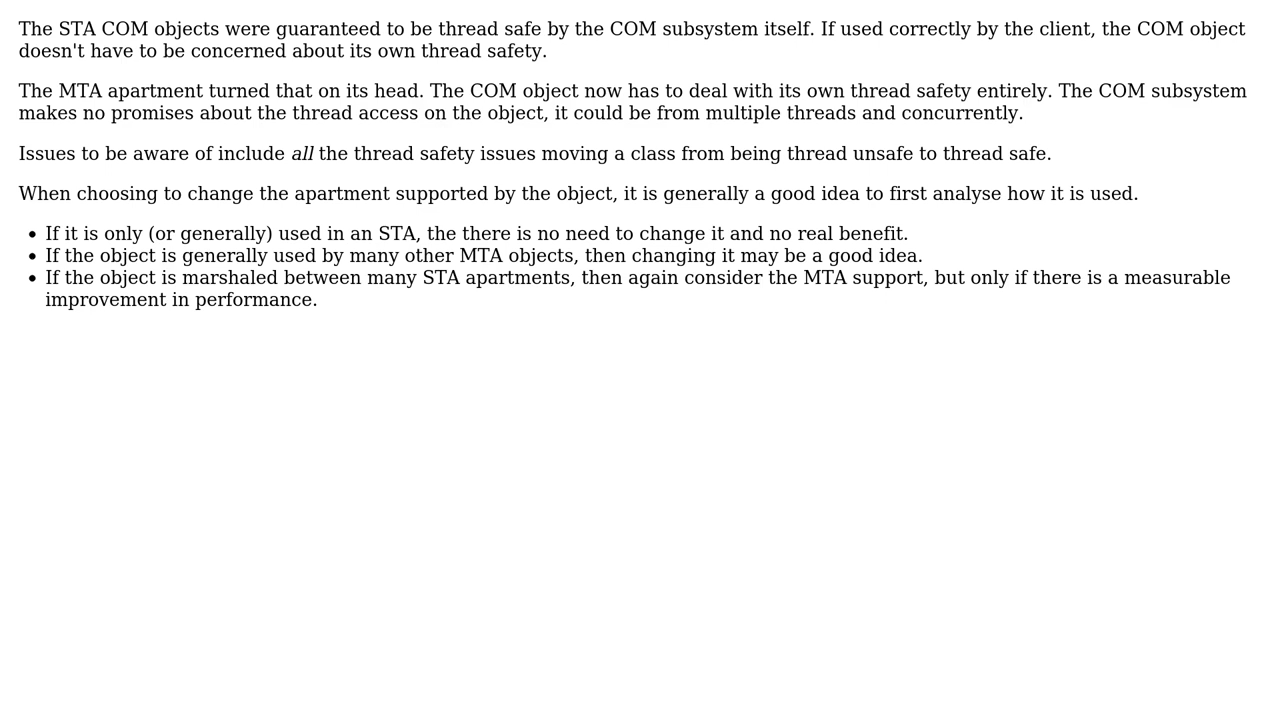 The STA COM objects were guaranteed to be thread safe by the COM subsystem itself. If used correctly by the client, the COM object
doesn't have to be concerned about its own thread safety.
The MTA apartment turned that on its head. The COM object now has to deal with its own thread safety entirely. The COM subsystem
makes no promises about the thread access on the object, it could be from multiple threads and concurrently.
Issues to be aware of include all the thread safety issues moving a class from being thread unsafe to thread safe.
When choosing to change the apartment supported by the object, it is generally a good idea to first analyse how it is used.
• If it is only (or generally) used in an STA, the there is no need to change it and no real benefit.
• If the object is generally used by many other MTA objects, then changing it may be a good idea.
• If the object is marshaled between many STA apartments, then again consider the MTA support, but only if there is a measurable
improvement in performance.